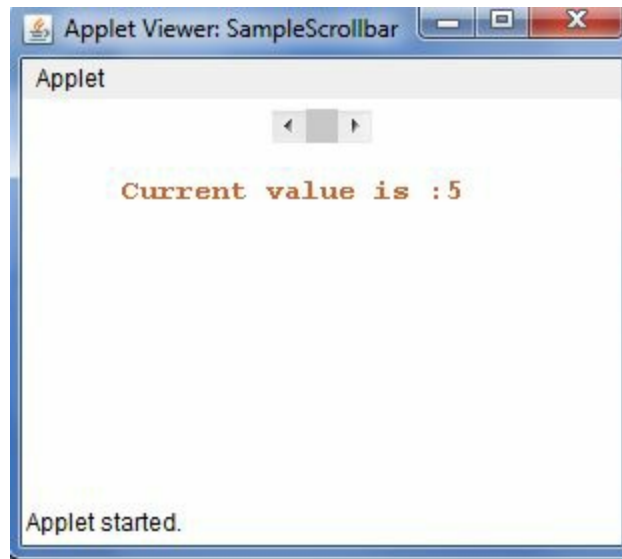 Applet Viewer: SampleScrollbar
Applet
Current value is :5
Applet started.